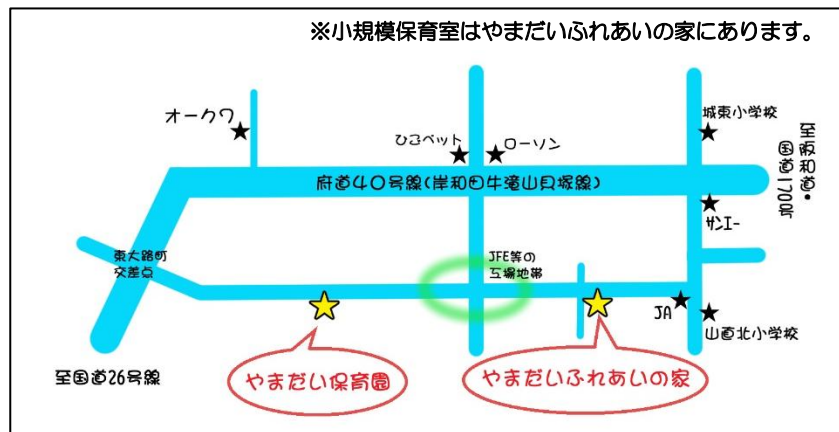 ※小規模保育室はやまだいふれあいの家にあります。
オークワ
ひごペット
ローソン
城東小学校
至阪和道・
国道170号
府道40号線(岸和田牛滝山貝塚線)
サンエー
東大路町
交差点
JFE等の
工場地帯
JA
山直北小学校
至国道26号線
やまだい保育園
やまだいふれあいの家